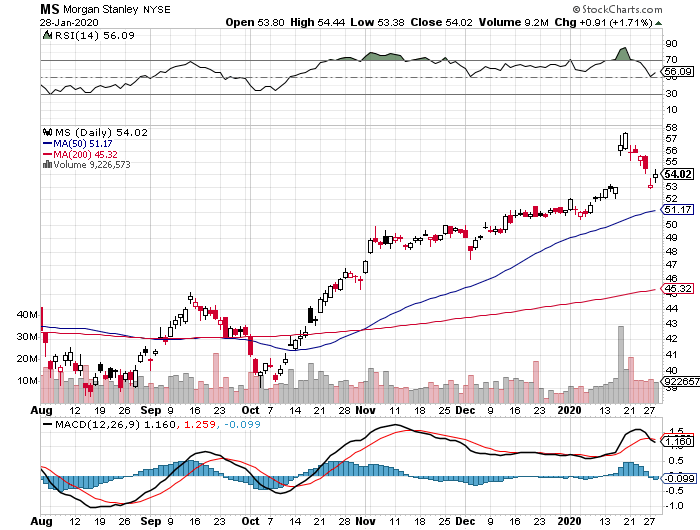 MS Morgan Stanley NYSE © StockCharts.com
28-Jan-2020 Open 53.80 High 54.44 Low 53.38 Close 54.02 Volume 9.2M Chg +0.91 (+1.71%)
RSI(14) 56.09
90
70
56.09
50
30
10
MS (Daily) 54.02
MA(50) 51.17
MA(200) 45.32
Volume 9,226,573
58
57
56
55
54.02
53
52
51.17
50
49
48
47
46
45.32
44
43
42
41
40
39
40M
30M
20M
10M
922657
Aug 12 19 26 Sep 9 16 23 Oct 7 14 21 28 Nov 11 18 25 Dec 9 16 23 2020 13 21 27
MACD(12,26,9) 1.160, 1.259, -0.099
1.5
1.160
0.5
-0.099
-0.5
-1.0
Aug 12 19 26 Sep 9 16 23 Oct 7 14 21 28 Nov 11 18 25 Dec 9 16 23 2020 13 21 27